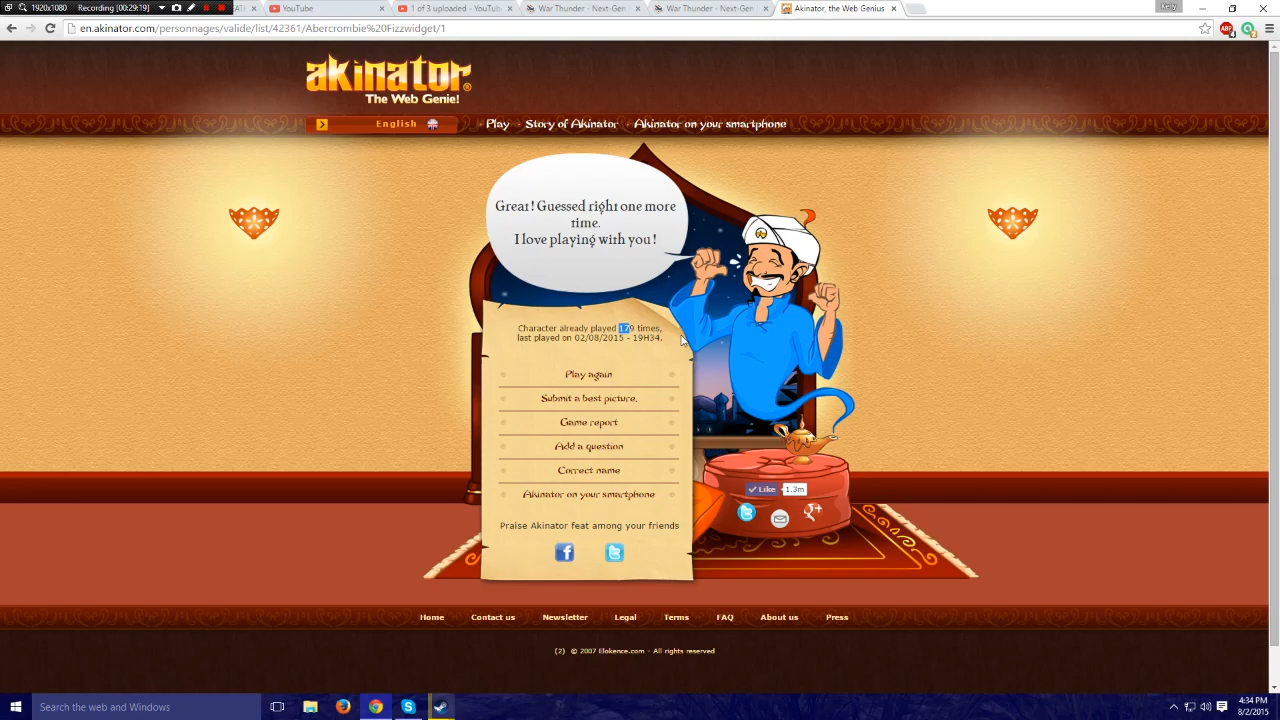 1920x1080 Recording [00:29:19]
YouTube
1 of 3 uploaded - YouTub
War Thunder - Next-Gen
War Thunder - Next-Gen
Akinator, the Web Genius
Kelly
en.akinator.com/personnages/valide/list/42361/Abercrombie%20Fizzwidget/1
ABP
akinator®
The Web Genie!
English
Play
Story of Akinator
Akinator on your smartphone
Great! Guessed right one more
time.
I love playing with you!
Character already played 179 times,
last played on 02/08/2015 - 19H34.
Play again
Submit a best picture.
Game report
Add a question
Correct name
Akinator on your smartphone
Like 1.3m
Praise Akinator feat among your friends
Home Contact us Newsletter Legal Terms FAQ About us Press
(2) © 2007 Elokence.com - All rights reserved
Search the web and Windows
4:34 PM
8/2/2015